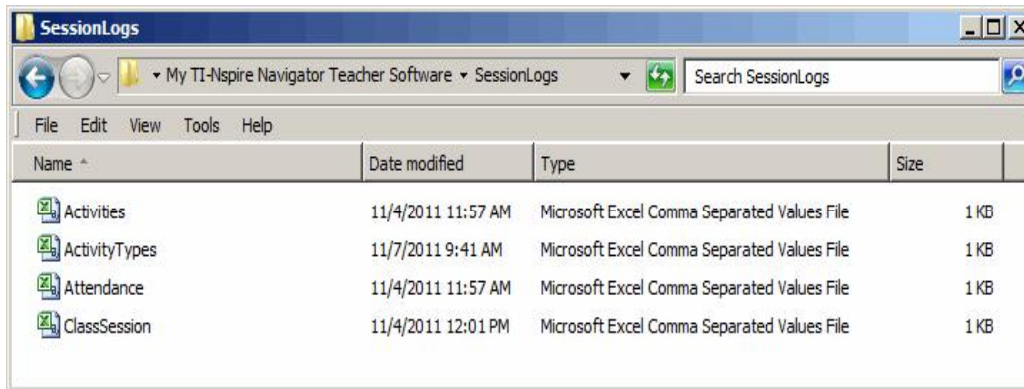 SessionLogs
My TI-Nspire Navigator Teacher Software SessionLogs Search SessionLogs
File Edit View Tools Help
Name Date modified Type Size
Activities 11/4/2011 11:57 AM Microsoft Excel Comma Separated Values File 1 KB
ActivityTypes 11/7/2011 9:41 AM Microsoft Excel Comma Separated Values File 1 KB
Attendance 11/4/2011 11:57 AM Microsoft Excel Comma Separated Values File 1 KB
ClassSession 11/4/2011 12:01 PM Microsoft Excel Comma Separated Values File 1 KB